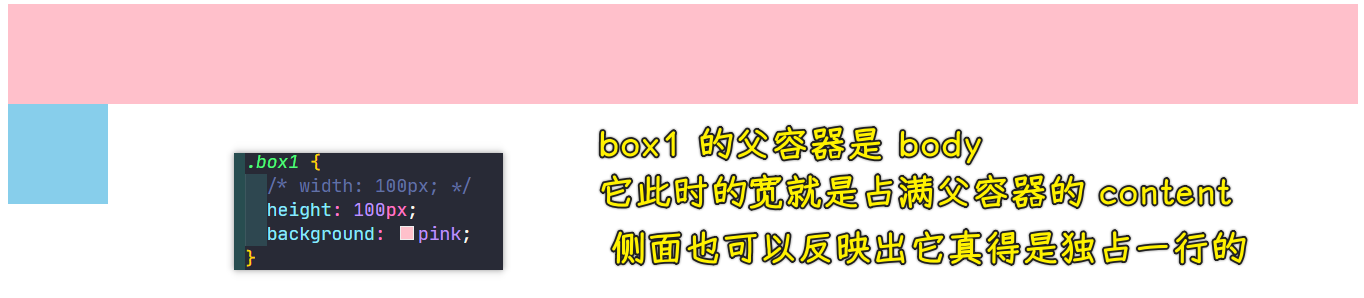 box1 的父容器是 body
它此时的宽就是占满父容器的 content
侧面也可以反映出它真得是独占一行的
.box1 {
/* width: 100px; */
height: 100px;
background: pink;
}